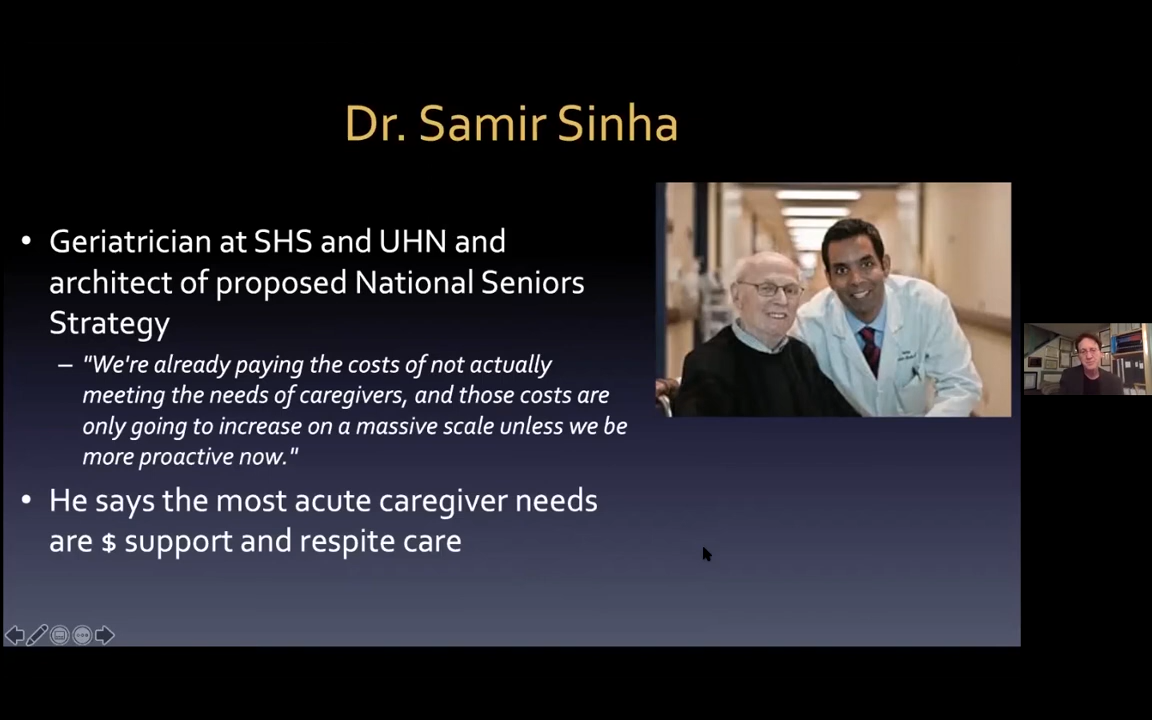 Dr. Samir Sinha
• Geriatrician at SHS and UHN and
architect of proposed National Seniors
Strategy
– "We're already paying the costs of not actually
meeting the needs of caregivers, and those costs are
only going to increase on a massive scale unless we be
more proactive now."
• He says the most acute caregiver needs
are $ support and respite care